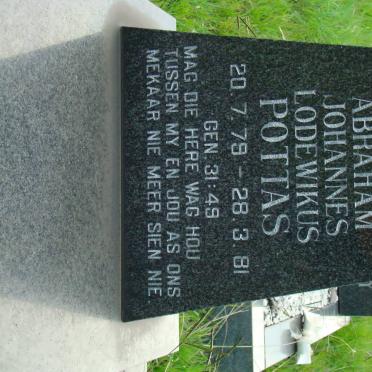 ABRAHAM
JOHANNES
LODEWIKUS
POTTAS
20 7 79 - 28 3 81
GEN. 31:49
MAG DIE HERE WAG HOU
TUSSEN MY EN JOU AS ONS
MEKAAR NIE MEER SIEN NIE